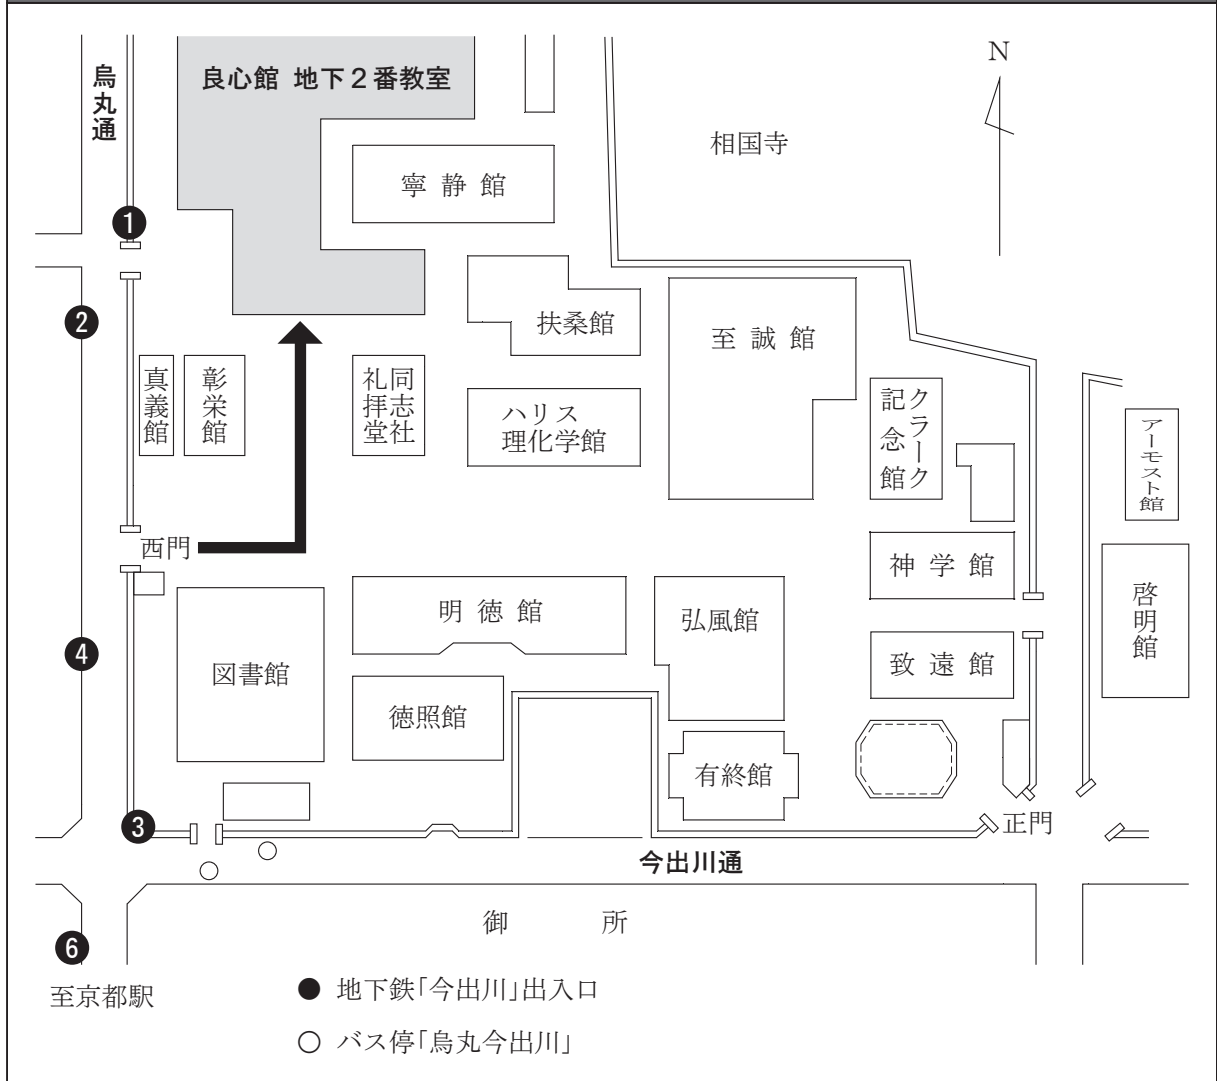 烏丸通
良心館 地下2番教室
N
相国寺
寧静館
1
2
扶桑館
至誠館
真義館
彰栄館
同志社
礼拝堂
ハリス
理化学館
クラーク
記念館
アーモスト館
西門
神学館
啓明館
明徳館
弘風館
4
図書館
致遠館
徳照館
有終館
3
正門
今出川通
御所
6
至京都駅
● 地下鉄「今出川」出入口
○ バス停「烏丸今出川」